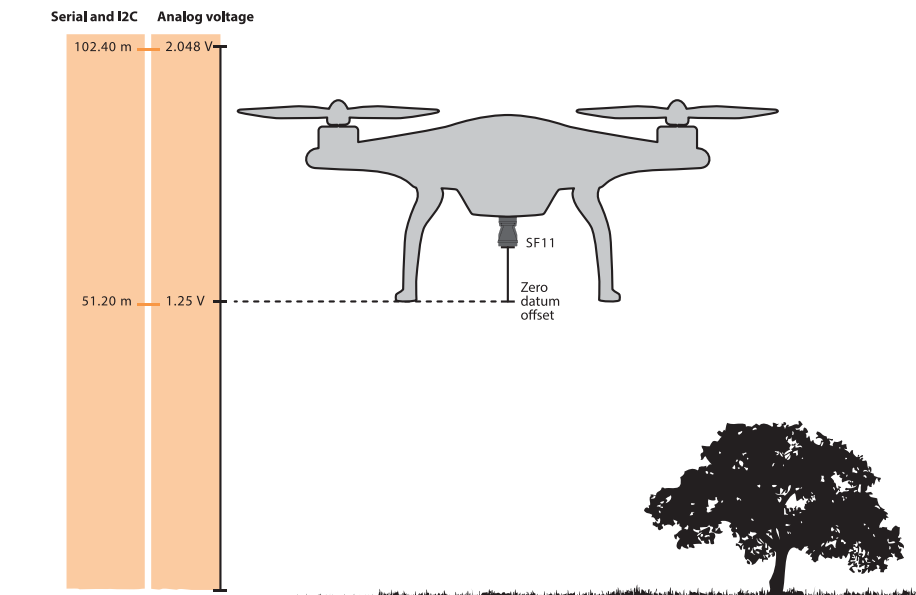 Serial and I2C Analog voltage
102.40 m 2.048 V
SF11
51.20 m 1.25 V
Zero
datum
offset